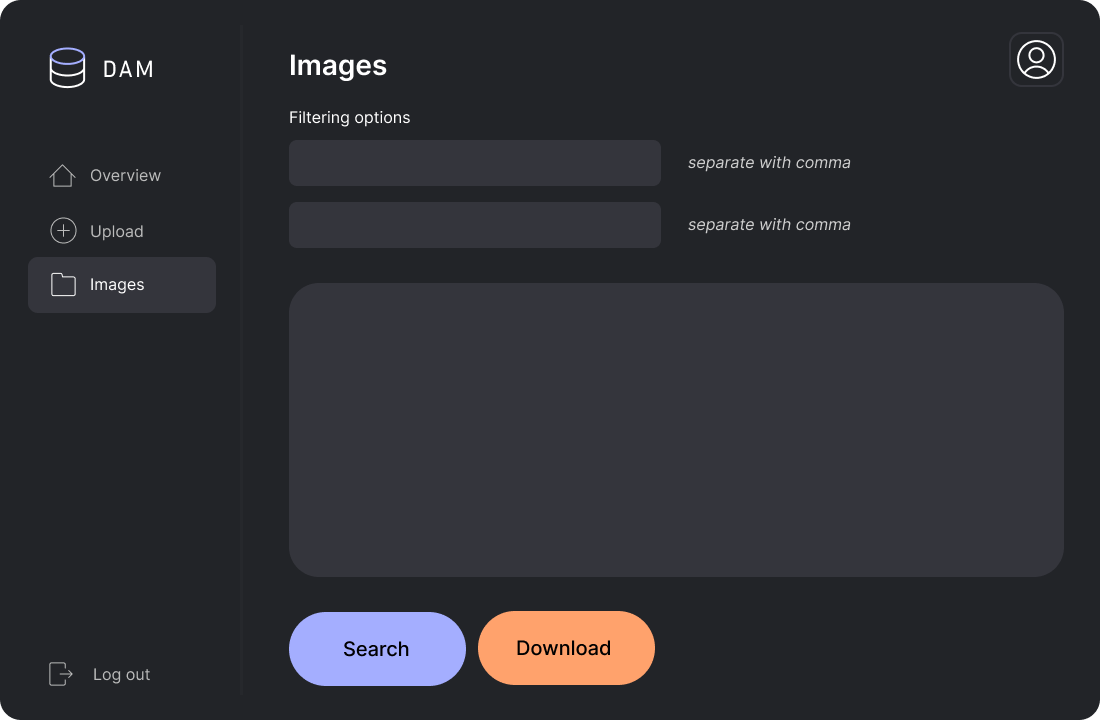 DAM
Overview
Upload
Images
Log out
Images
Filtering options
separate with comma
separate with comma
Search
Download